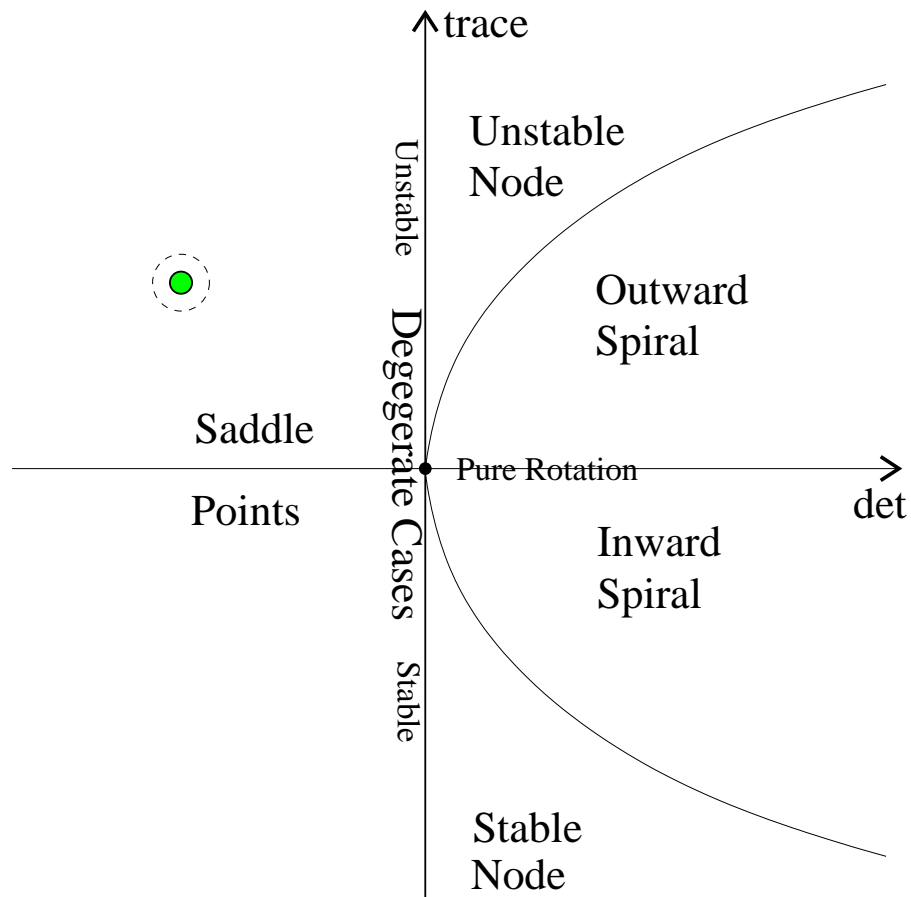 trace
Unstable
Node
Unstable
Outward
Spiral
Degegerate Cases
Saddle
Pure Rotation
Points
det
Inward
Spiral
Stable
Stable
Node